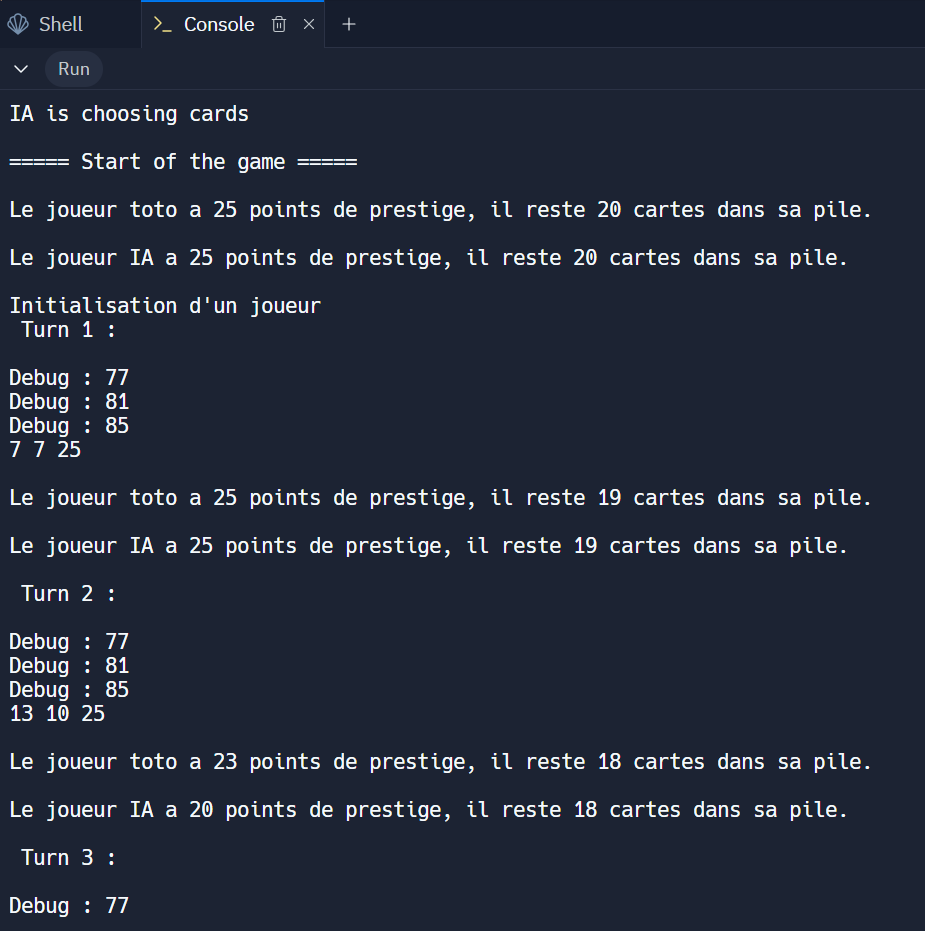 Shell
Console
Run
IA is choosing cards
===== Start of the game =====
Le joueur toto a 25 points de prestige, il reste 20 cartes dans sa pile.
Le joueur IA a 25 points de prestige, il reste 20 cartes dans sa pile.
Initialisation d'un joueur
Turn 1 :
Debug : 77
Debug : 81
Debug : 85
7 7 25
Le joueur toto a 25 points de prestige, il reste 19 cartes dans sa pile.
Le joueur IA a 25 points de prestige, il reste 19 cartes dans sa pile.
Turn 2 :
Debug : 77
Debug : 81
Debug : 85
13 10 25
Le joueur toto a 23 points de prestige, il reste 18 cartes dans sa pile.
Le joueur IA a 20 points de prestige, il reste 18 cartes dans sa pile.
Turn 3 :
Debug : 77